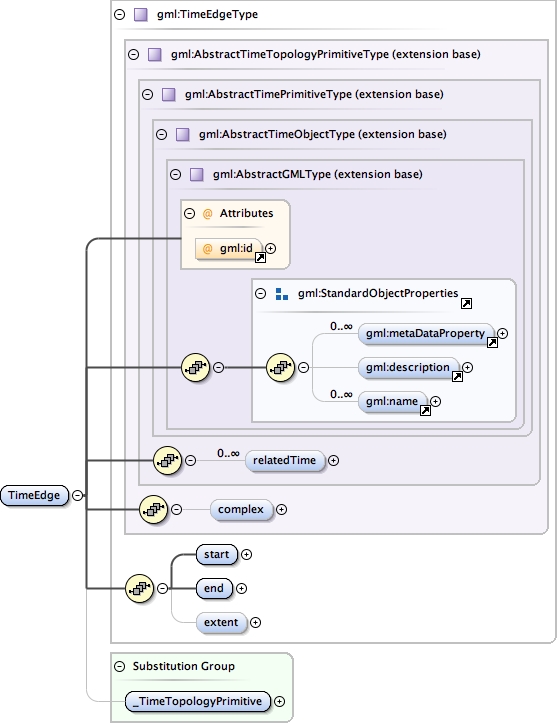 gml:TimeEdgeType
gml:AbstractTimeTopologyPrimitiveType (extension base)
gml:AbstractTimePrimitiveType (extension base)
gml:AbstractTimeObjectType (extension base)
gml:AbstractGMLType (extension base)
@ Attributes
@ gml:id
gml:StandardObjectProperties
0..∞
gml:metaDataProperty
gml:description
0..∞
gml:name
0..∞
relatedTime
TimeEdge
complex
start
end
extent
Substitution Group
_TimeTopologyPrimitive